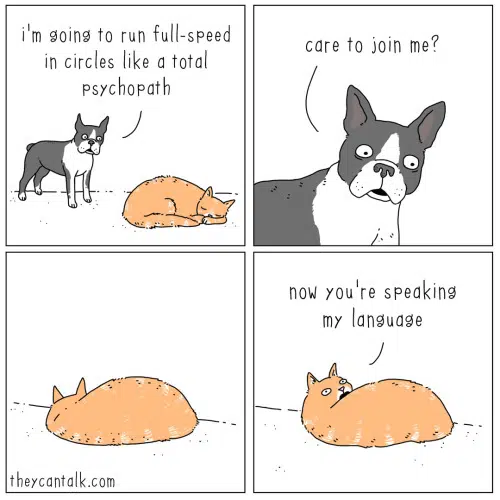 i'm going to run full-speed
in circles like a total
psychopath
care to join me?
now you're speaking
my language
theycantalk.com